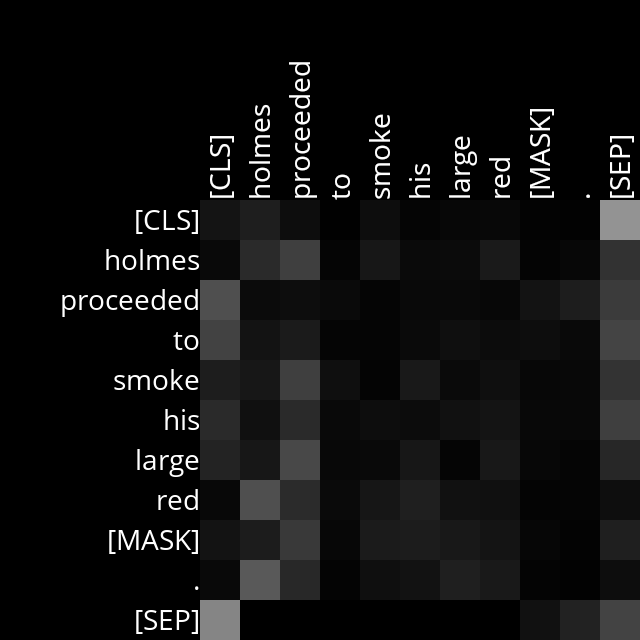 [CLS]
holmes
proceeded
to
smoke
his
large
red
[MASK]
.
[SEP]
[CLS]
holmes
proceeded
to
smoke
his
large
red
[MASK]
.
[SEP]